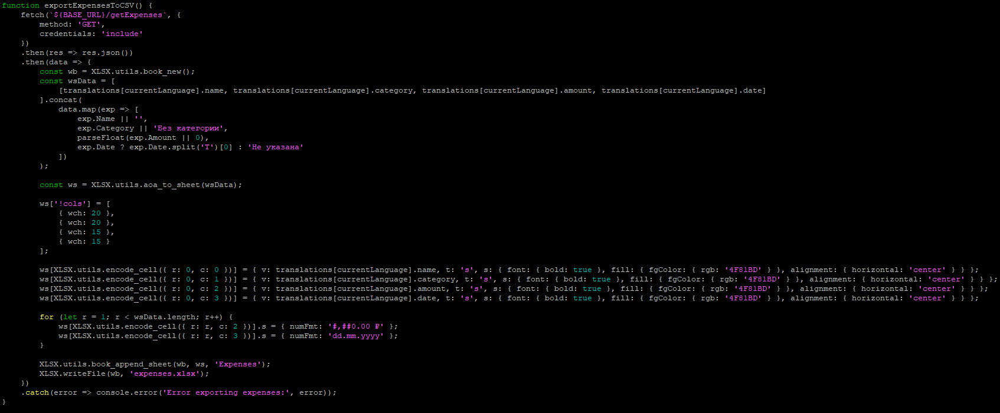 function exportExpensesToCSV() {
    fetch(`${BASE_URL}/getExpenses`, {
        method: 'GET',
        credentials: 'include'
    })
    .then(res => res.json())
    .then(data => {
        const wb = XLSX.utils.book_new();
        const wsData = [
            [translations[currentLanguage].name, translations[currentLanguage].category, translations[currentLanguage].amount, translations[currentLanguage].date]
        ].concat(
            data.map(exp => [
                exp.Name || '',
                exp.Category || 'Без категории',
                parseFloat(exp.Amount || 0),
                exp.Date ? exp.Date.split('T')[0] : 'Не указана'
            ])
        );

        const ws = XLSX.utils.aoa_to_sheet(wsData);

        ws['!cols'] = [
            { wch: 20 },
            { wch: 20 },
            { wch: 15 },
            { wch: 15 }
        ];

        ws[XLSX.utils.encode_cell({ r: 0, c: 0 })] = { v: translations[currentLanguage].name, t: 's', s: { font: { bold: true }, fill: { fgColor: { rgb: '4F81BD' } }, alignment: { horizontal: 'center' } } };
        ws[XLSX.utils.encode_cell({ r: 0, c: 1 })] = { v: translations[currentLanguage].category, t: 's', s: { font: { bold: true }, fill: { fgColor: { rgb: '4F81BD' } }, alignment: { horizontal: 'center' } } };
        ws[XLSX.utils.encode_cell({ r: 0, c: 2 })] = { v: translations[currentLanguage].amount, t: 's', s: { font: { bold: true }, fill: { fgColor: { rgb: '4F81BD' } }, alignment: { horizontal: 'center' } } };
        ws[XLSX.utils.encode_cell({ r: 0, c: 3 })] = { v: translations[currentLanguage].date, t: 's', s: { font: { bold: true }, fill: { fgColor: { rgb: '4F81BD' } }, alignment: { horizontal: 'center' } } };

        for (let r = 1; r < wsData.length; r++) {
            ws[XLSX.utils.encode_cell({ r: r, c: 2 })].s = { numFmt: '#,##0.00 ₽' };
            ws[XLSX.utils.encode_cell({ r: r, c: 3 })].s = { numFmt: 'dd.mm.yyyy' };
        }

        XLSX.utils.book_append_sheet(wb, ws, 'Expenses');
        XLSX.writeFile(wb, 'expenses.xlsx');
    })
    .catch(error => console.error('Error exporting expenses:', error));
}